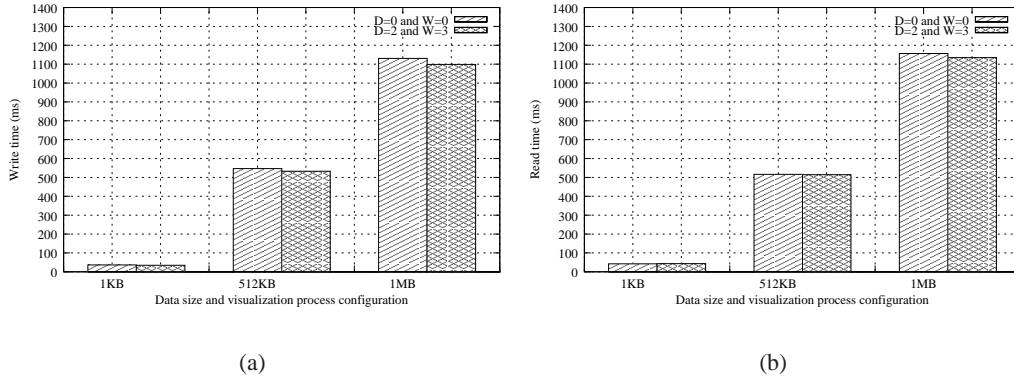 1400
1300
1200
1100
1000
900
800
700
600
500
400
300
200
100
0
Write time (ms)
D=0 and W=0
D=2 and W=3
1KB 512KB 1MB
Data size and visualization process configuration
(a)
1400
1300
1200
1100
1000
900
800
700
600
500
400
300
200
100
0
Read time (ms)
D=0 and W=0
D=2 and W=3
1KB 512KB 1MB
Data size and visualization process configuration
(b)